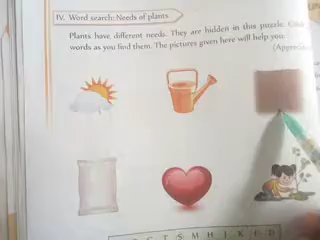 IV. Word search: Needs of plants
Plants have different needs. They are hidden in this puzzle.
words as you find them. The pictures given here will help you.
(Apprec
C T S M H J K E D